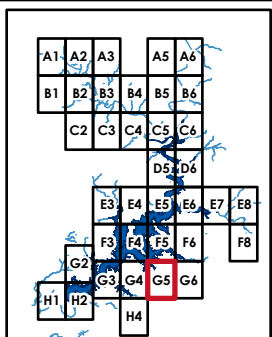 A1 A2 A3 A5 A6
B1 B2 B3 B4 B5 B6
C2 C3 C4 C5 C6
D5 D6
E3 E4 E5 E6 E7 E8
F3 F4 F5 F6 F8
G2
G3 G4 G5 G6
H1 H2
H4